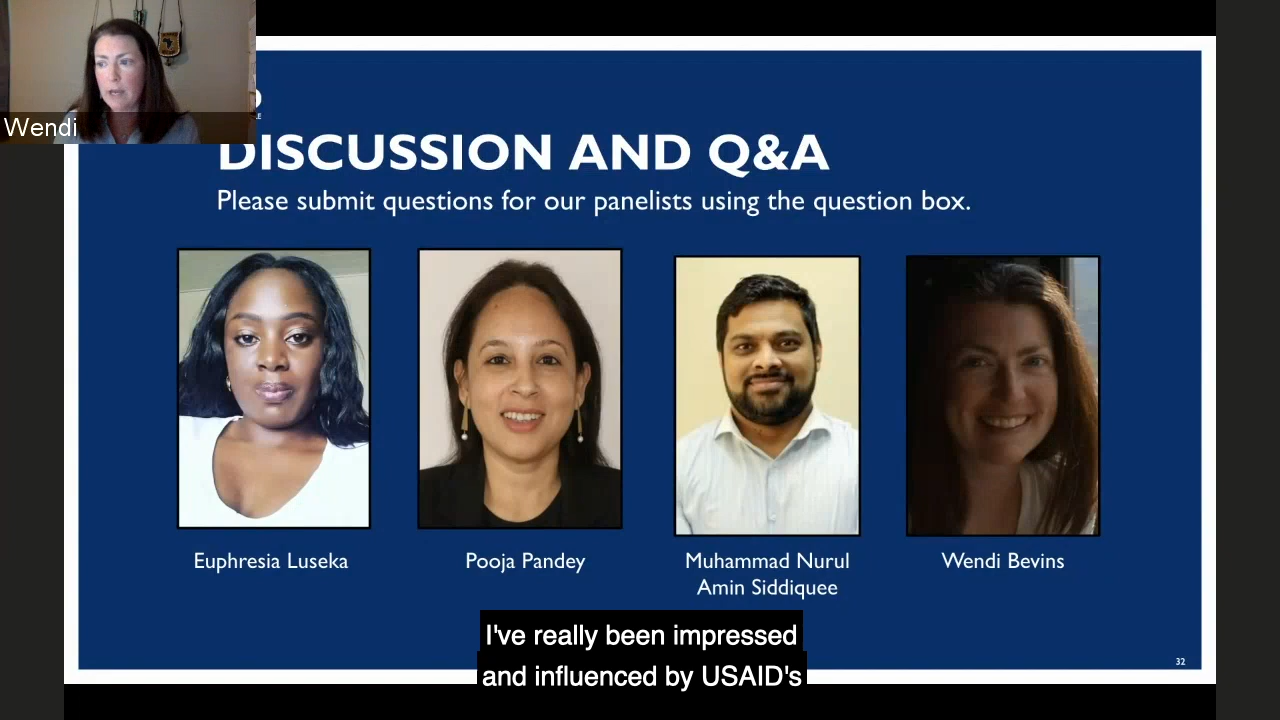 Wendi
DISCUSSION AND Q&A
Please submit questions for our panelists using the question box.
Euphresia Luseka
Pooja Pandey
Muhammad Nurul
Amin Siddiquee
Wendi Bevins
I've really been impressed
and influenced by USAID's
32